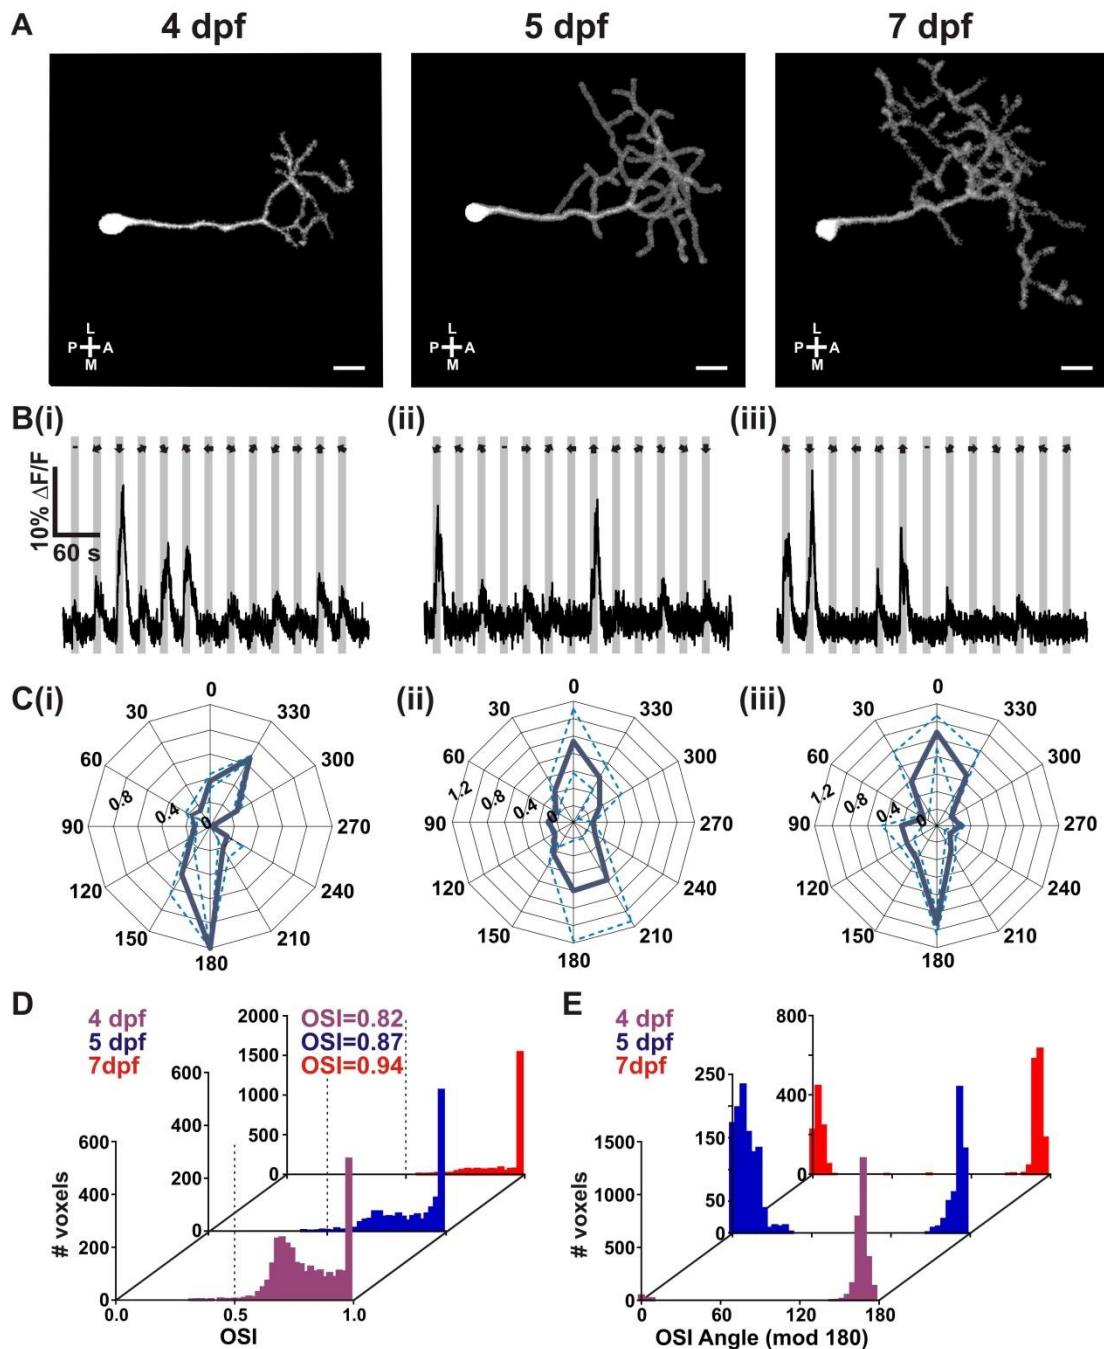 A 4 dpf 5 dpf 7 dpf
L
P A
M
L
P A
M
L
P A
M
B(i) (ii) (iii)
10% ΔF/F
60 s
C(i) (ii) (iii)
0
30 330
60 300
90 270
120 240
150 210
180
0.8 0.4 0
0
30 330
60 300
90 270
120 240
150 210
180
1.2 0.8 0.4 0
0
30 330
60 300
90 270
120 240
150 210
180
1.2 0.8 0.4 0
D
4 dpf
5 dpf
7dpf
OSI=0.82
OSI=0.87
OSI=0.94
2000
1500
1000
500
0
600
400
200
0
600
400
200
0
# voxels
0.0 0.5 1.0
OSI
E
4 dpf
5 dpf
7dpf
800
400
0
250
150
50
0
1500
1000
500
0
# voxels
0 60 120 180
OSI Angle (mod 180)